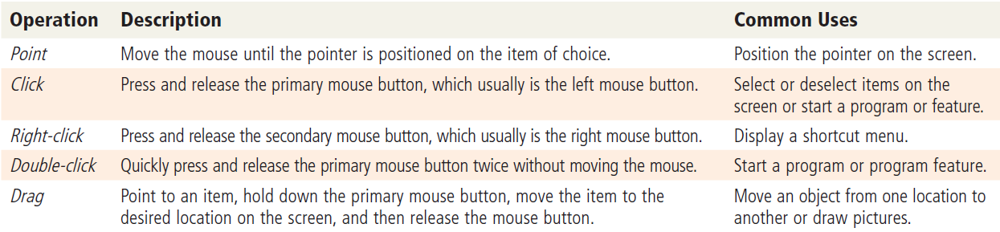 Operation Description Common Uses
Point Move the mouse until the pointer is positioned on the item of choice. Position the pointer on the screen.
Click Press and release the primary mouse button, which usually is the left mouse button. Select or deselect items on the
screen or start a program or feature.
Right-click Press and release the secondary mouse button, which usually is the right mouse button. Display a shortcut menu.
Double-click Quickly press and release the primary mouse button twice without moving the mouse. Start a program or program feature.
Drag Point to an item, hold down the primary mouse button, move the item to the Move an object from one location to
desired location on the screen, and then release the mouse button. another or draw pictures.